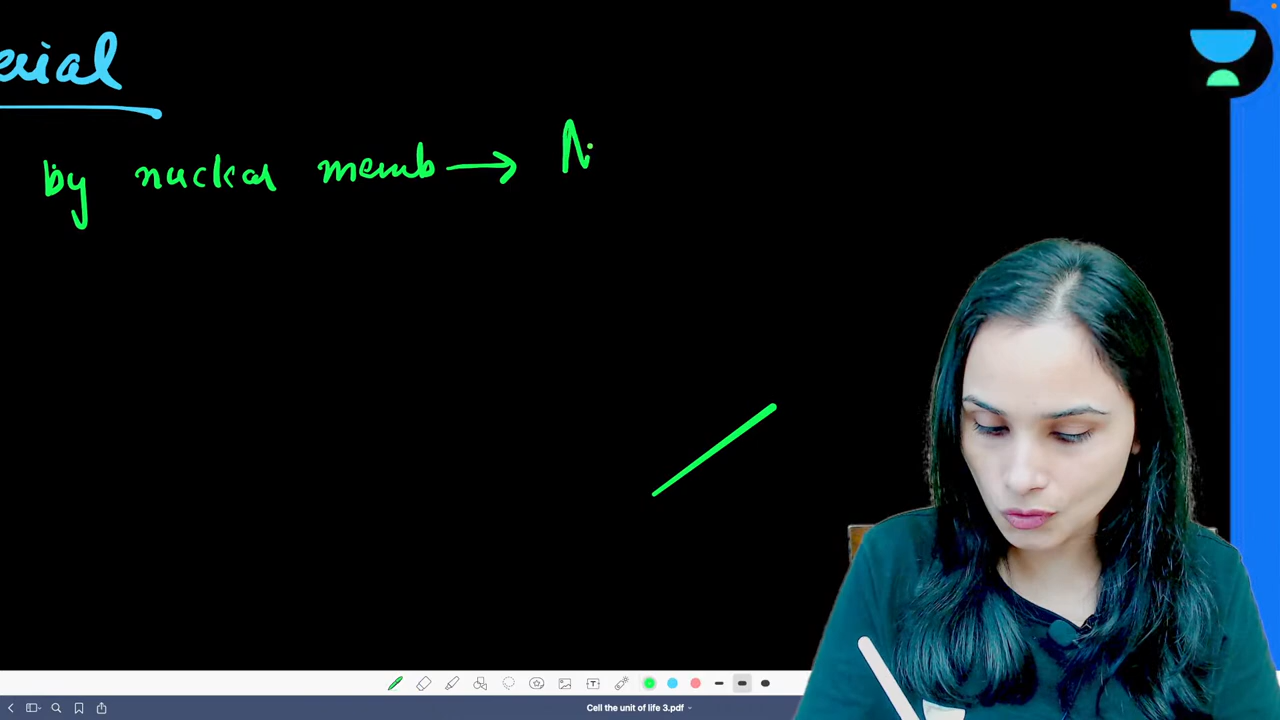 erial
by nuclear memb → N
Cell the unit of life 3.pdf